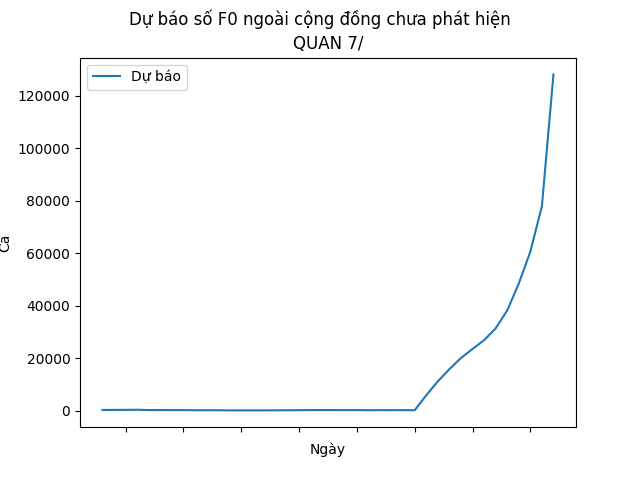 Dự báo số F0 ngoài cộng đồng chưa phát hiện
QUAN 7/
Dự báo
120000
100000
80000
60000
40000
20000
0
Ca
Ngày